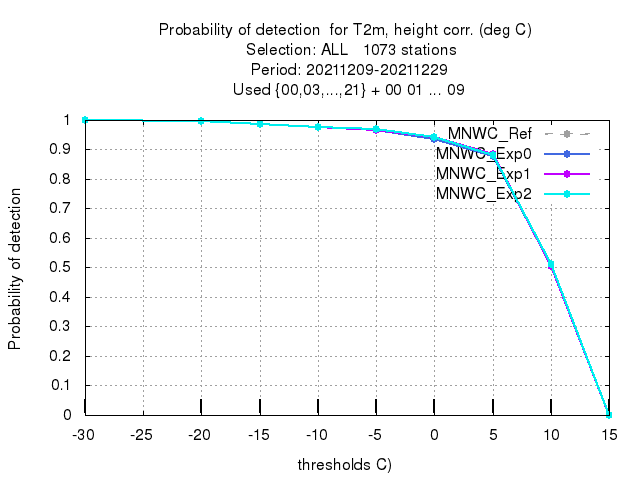 Probability of detection  for T2m, height corr. (deg C)
Selection: ALL   1073 stations
Period: 20211209-20211229
Used {00,03,...,21} + 00 01 ... 09
Probability of detection
1
0.9
0.8
0.7
0.6
0.5
0.4
0.3
0.2
0.1
0
MNWC_Ref
MNWC_Exp0
MNWC_Exp1
MNWC_Exp2
-30 -25 -20 -15 -10 -5 0 5 10 15
thresholds C)